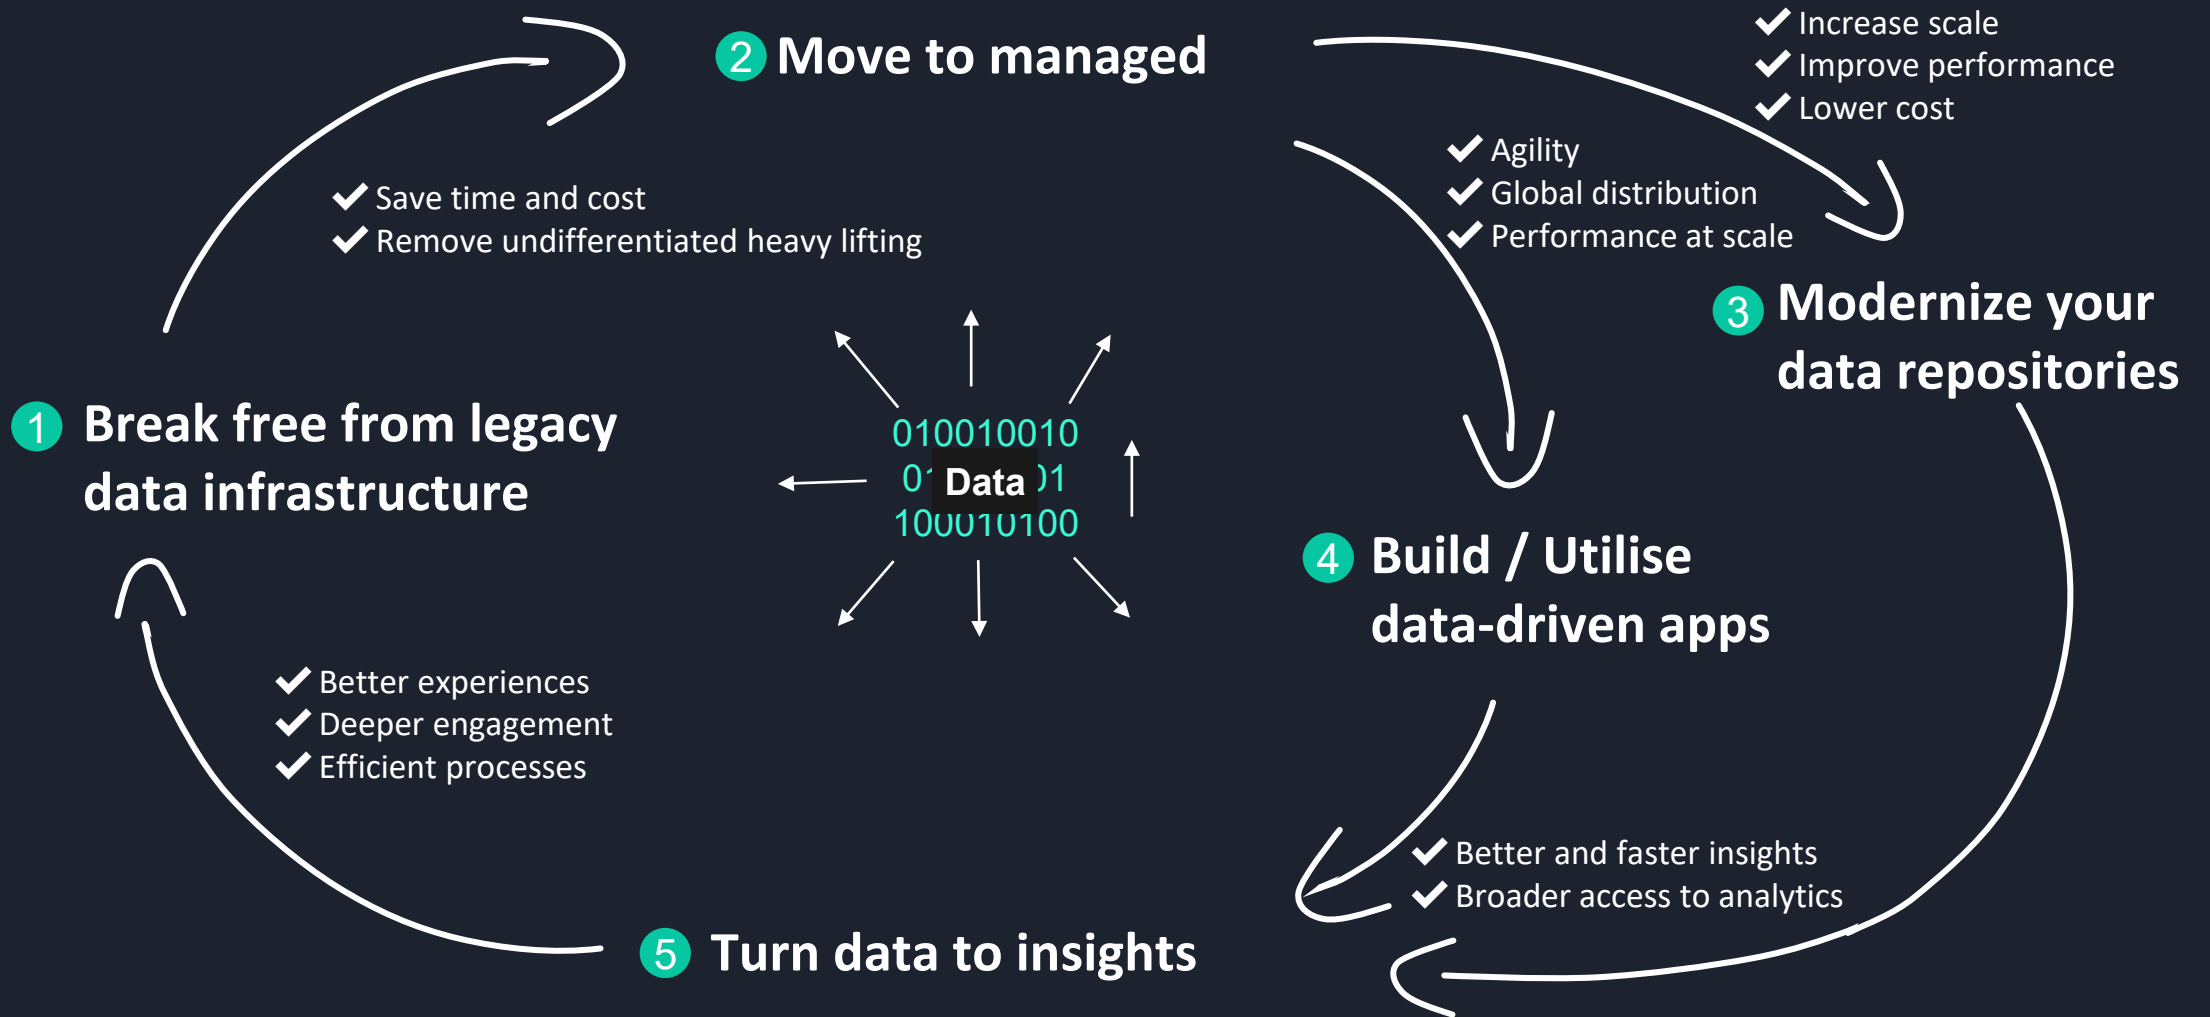 2 Move to managed
✔ Increase scale
✔ Improve performance
✔ Lower cost
✔ Agility
✔ Global distribution
✔ Performance at scale
✔ Save time and cost
✔ Remove undifferentiated heavy lifting
3 Modernize your
data repositories
1 Break free from legacy
data infrastructure
010010010
01 Data 01
100010100
4 Build / Utilise
data-driven apps
✔ Better experiences
✔ Deeper engagement
✔ Efficient processes
✔ Better and faster insights
✔ Broader access to analytics
5 Turn data to insights